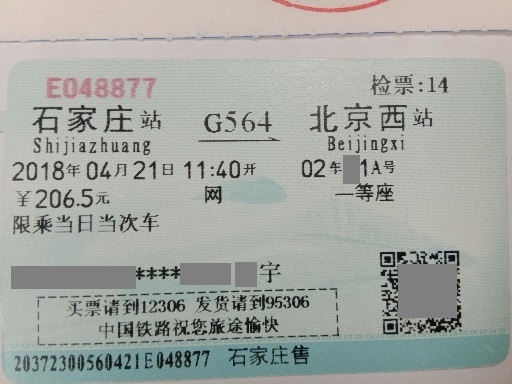 E048877 检票:14
石家庄站 G564 北京西站
Shijiazhuang Beijingxi
2018年04月21日 11:40开 02车 1A号
￥206.5元 网 一等座
限乘当日当次车
**** 宇
买票请到12306 发货请到95306
中国铁路祝您旅途愉快
20372300560421E048877 石家庄售